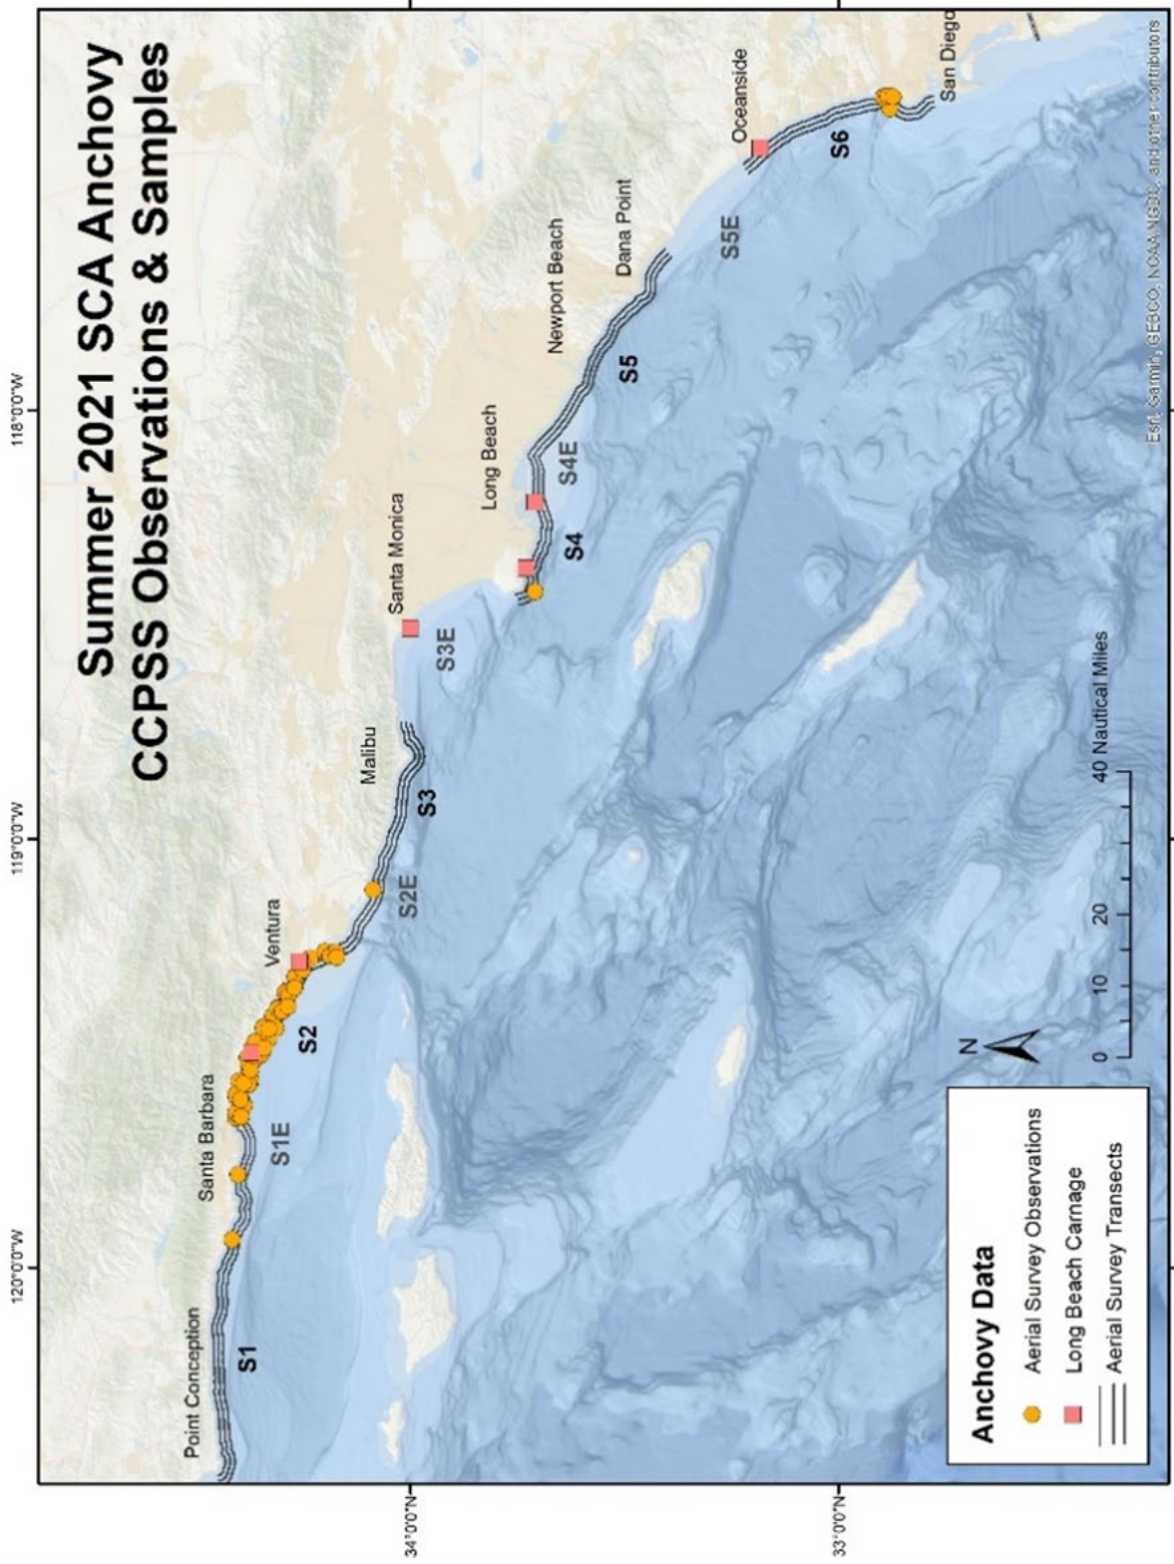 Summer 2021 SCA Anchovy
CCPSS Observations & Samples
120°0'0"W
119°0'0"W
118°0'0"W
34°0'0"N
33°0'0"N
Point Conception
S1
Santa Barbara
S1E
Ventura
S2
S2E
Malibu
S3
Santa Monica
S3E
Long Beach
S4
S4E
Newport Beach
S5
Dana Point
S5E
Oceanside
S6
San Diego
N
0 10 20 40 Nautical Miles
Anchovy Data
Aerial Survey Observations
Long Beach Carnage
Aerial Survey Transects
Esri, Garmin, GEBCO, NOAA NGDC, and other contributors